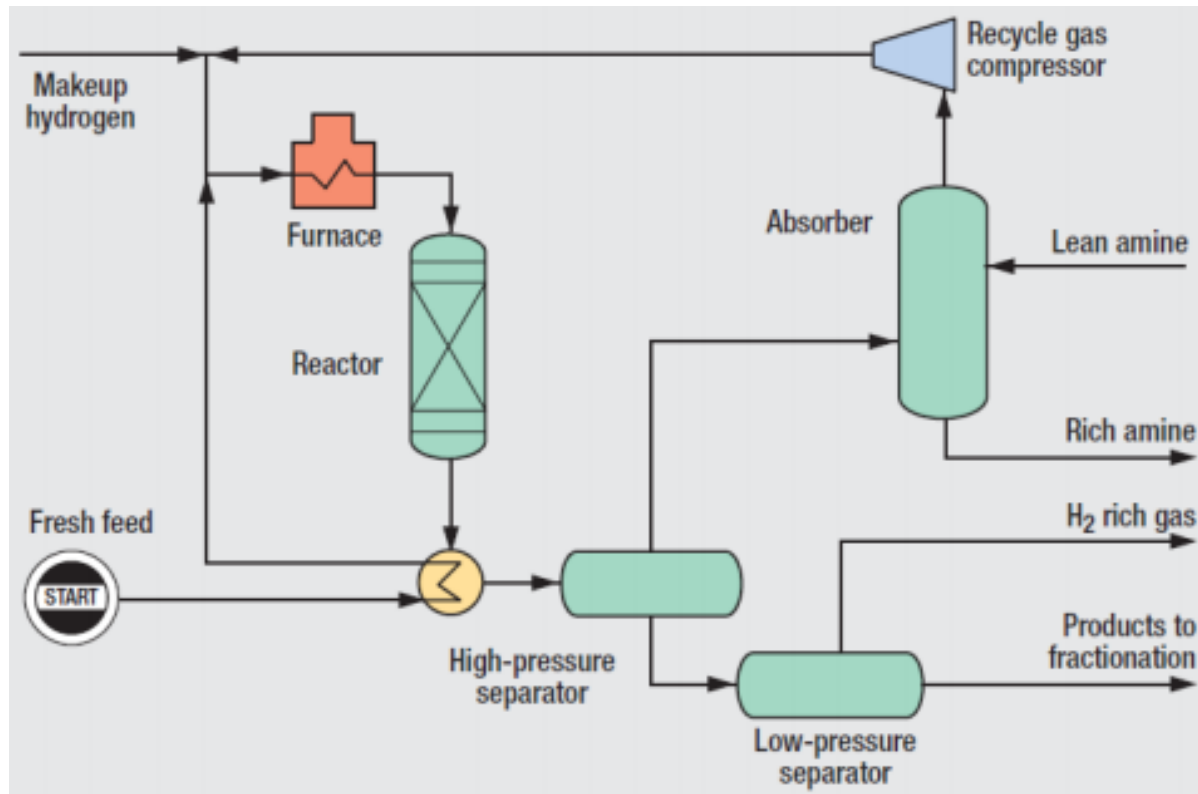 Recycle gas
compressor
Makeup
hydrogen
Furnace
Absorber
Lean amine
Reactor
Rich amine
H₂ rich gas
Fresh feed
START
Products to
fractionation
High-pressure
separator
Low-pressure
separator